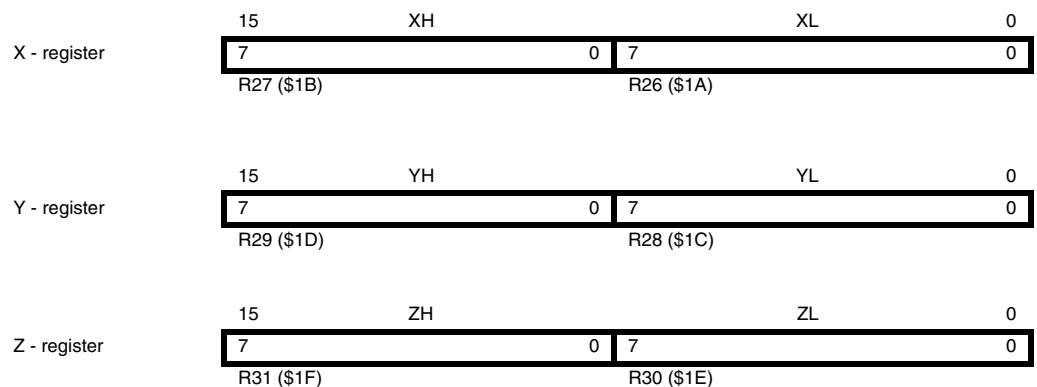 15 XH XL 0
X - register 7 0 7 0
R27 ($1B) R26 ($1A)
15 YH YL 0
Y - register 7 0 7 0
R29 ($1D) R28 ($1C)
15 ZH ZL 0
Z - register 7 0 7 0
R31 ($1F) R30 ($1E)